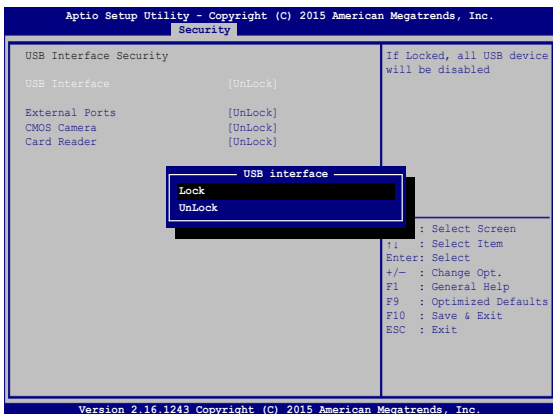 Aptio Setup Utility - Copyright (C) 2015 American Megatrends, Inc.
Security
USB Interface Security
USB Interface [UnLock]
External Ports [UnLock]
CMOS Camera [UnLock]
Card Reader [UnLock]
If Locked, all USB device
will be disabled
USB interface
Lock
UnLock
: Select Screen
↑↓ : Select Item
Enter: Select
+/— : Change Opt.
F1 : General Help
F9 : Optimized Defaults
F10 : Save & Exit
ESC : Exit
Version 2.16.1243 Copyright (C) 2015 American Megatrends, Inc.